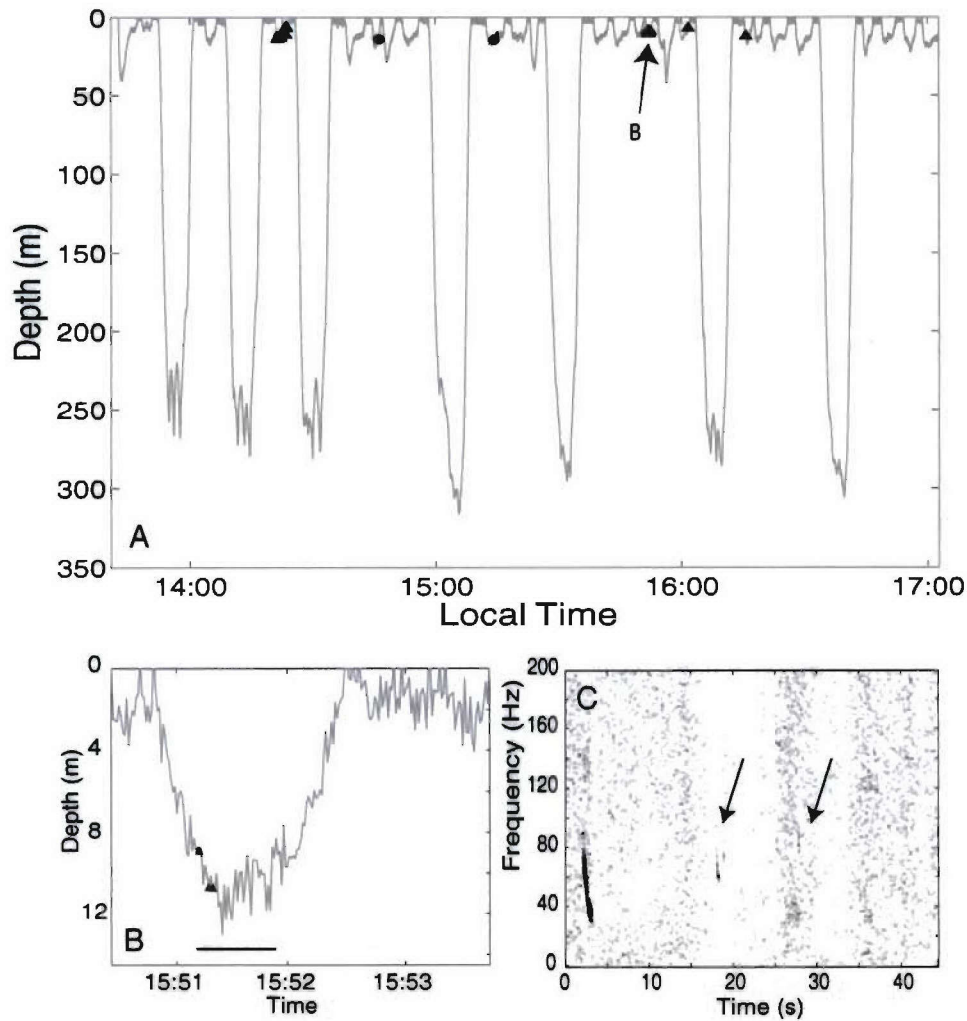 0
50
100
150
200
250
300
350
Depth (m)
B
A
14:00 15:00 16:00 17:00
Local Time
0
4
8
12
Depth (m)
B
15:51 15:52 15:53
Time
200
160
120
80
40
0
Frequency (Hz)
C
0 10 20 30 40
Time (s)